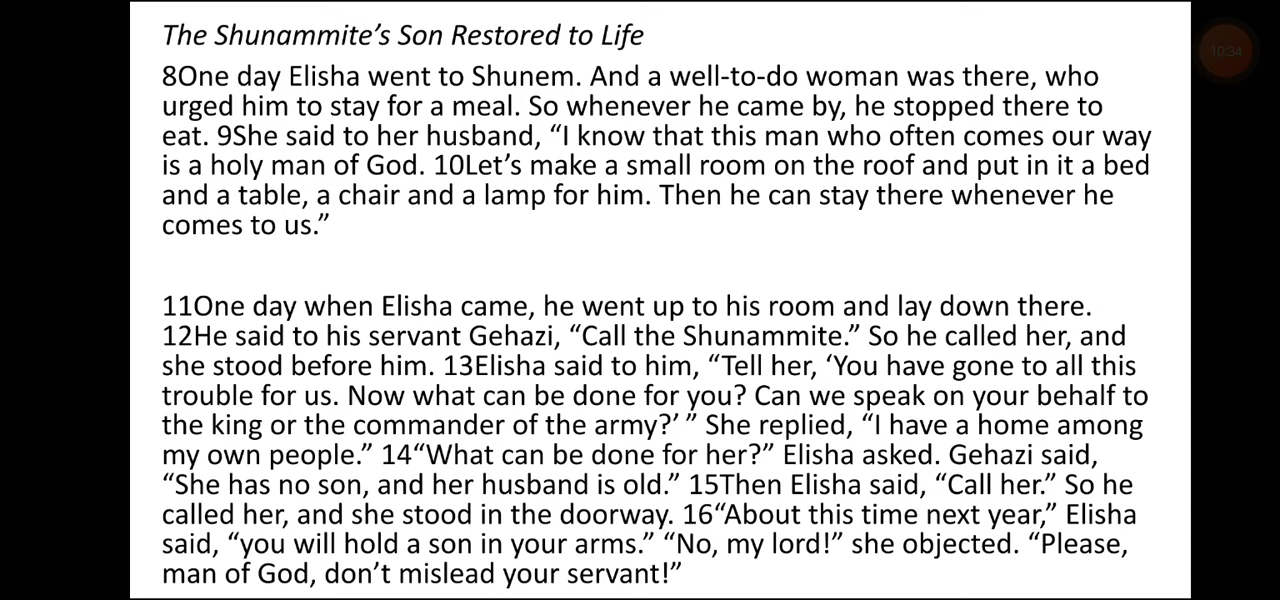 The Shunammite’s Son Restored to Life
8One day Elisha went to Shunem. And a well-to-do woman was there, who
urged him to stay for a meal. So whenever he came by, he stopped there to
eat. 9She said to her husband, “I know that this man who often comes our way
is a holy man of God. 10Let’s make a small room on the roof and put in it a bed
and a table, a chair and a lamp for him. Then he can stay there whenever he
comes to us.”
11One day when Elisha came, he went up to his room and lay down there.
12He said to his servant Gehazi, “Call the Shunammite.” So he called her, and
she stood before him. 13Elisha said to him, “Tell her, ‘You have gone to all this
trouble for us. Now what can be done for you? Can we speak on your behalf to
the king or the commander of the army?’ ” She replied, “I have a home among
my own people.” 14“What can be done for her?” Elisha asked. Gehazi said,
“She has no son, and her husband is old.” 15Then Elisha said, “Call her.” So he
called her, and she stood in the doorway. 16“About this time next year,” Elisha
said, “you will hold a son in your arms.” “No, my lord!” she objected. “Please,
man of God, don’t mislead your servant!”
10:34